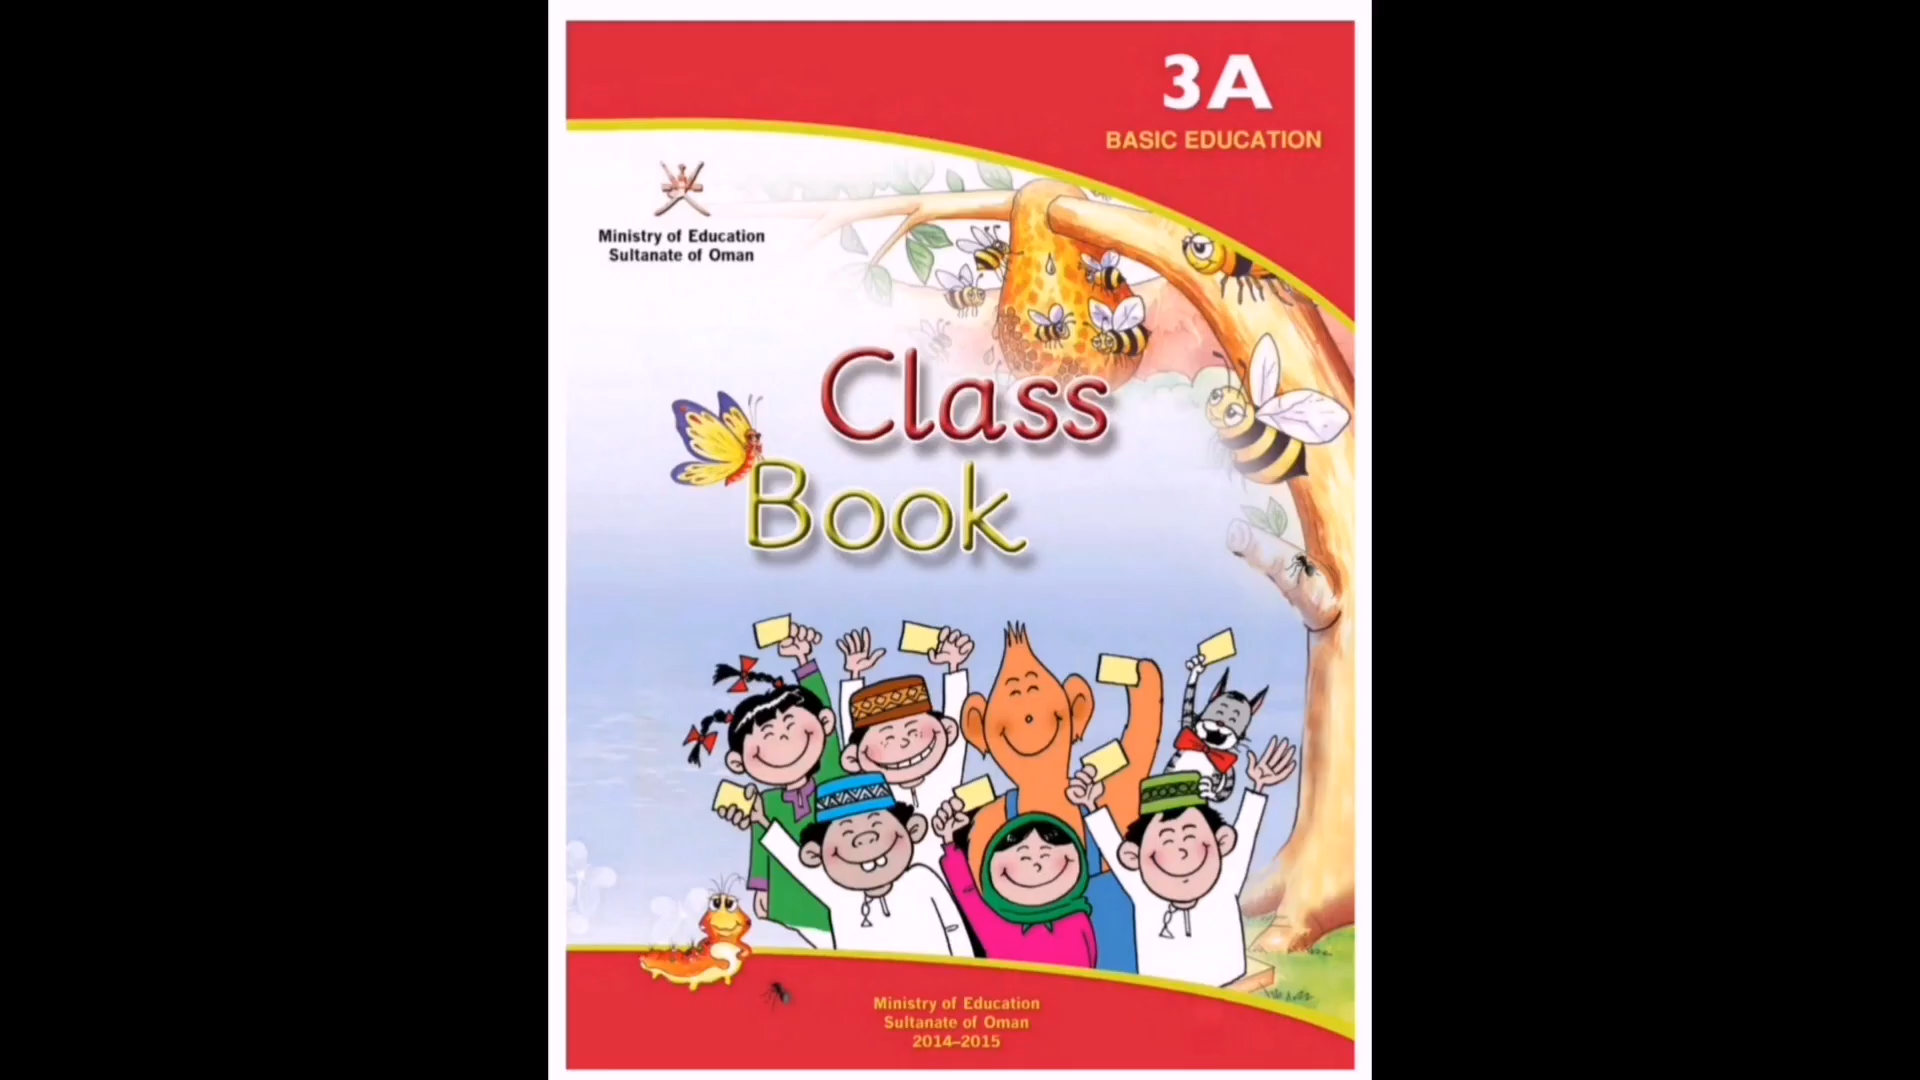 3A
BASIC EDUCATION
Ministry of Education
Sultanate of Oman
Class
Book
Ministry of Education
Sultanate of Oman
2014–2015